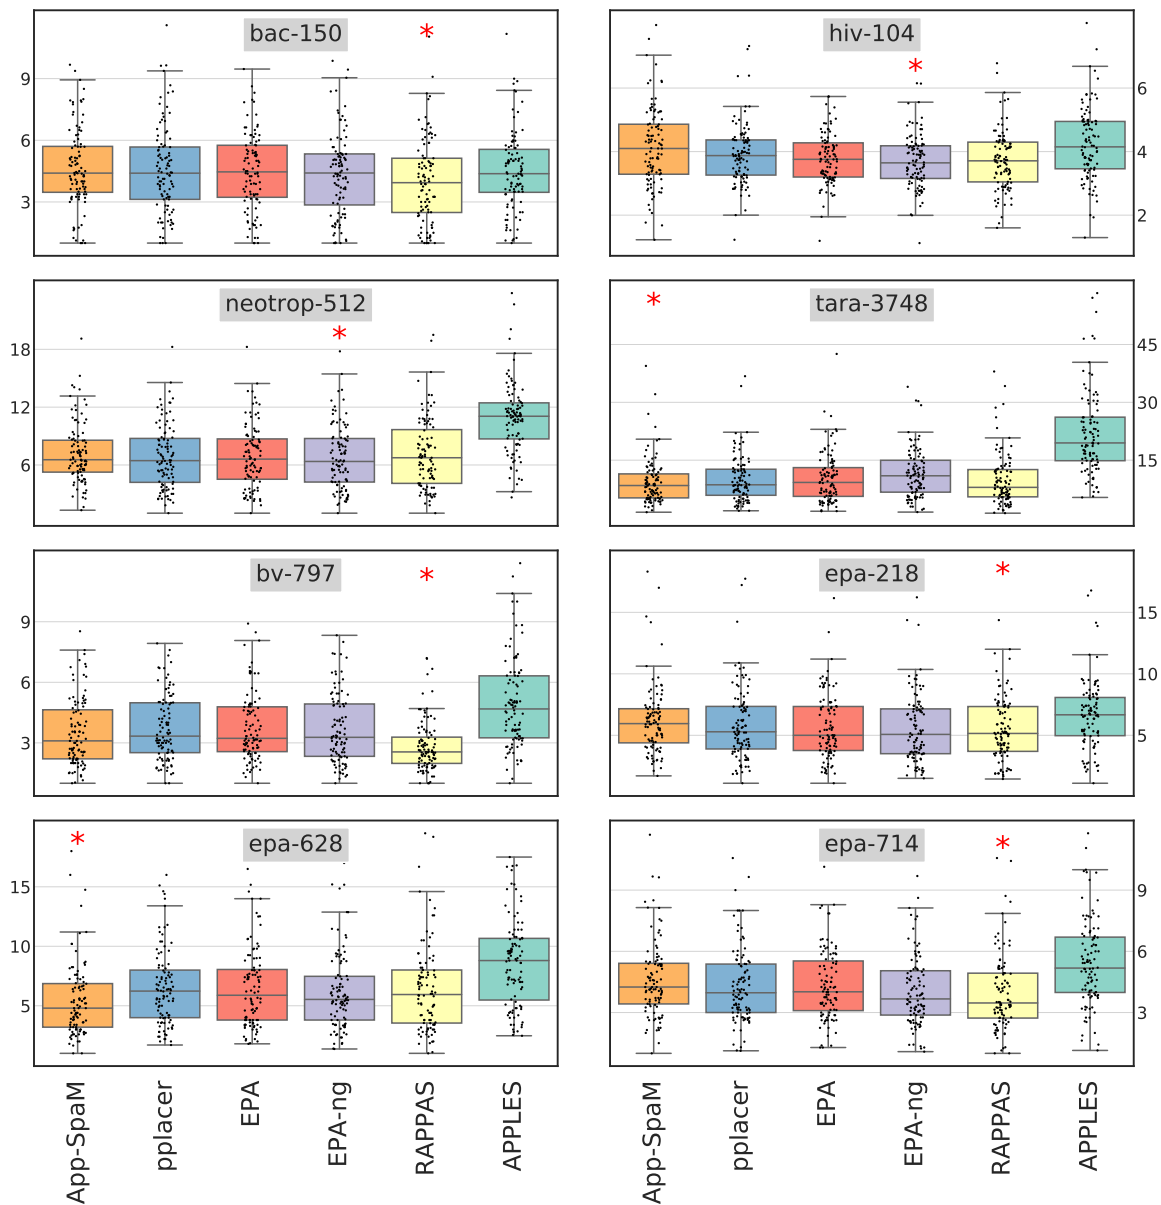 bac-150
*
9
6
3
hiv-104
*
6
4
2
neotrop-512
*
18
12
6
tara-3748
*
45
30
15
bv-797
*
9
6
3
epa-218
*
15
10
5
epa-628
*
15
10
5
epa-714
*
9
6
3
App-SpaM
pplacer
EPA
EPA-ng
RAPPAS
APPLES
App-SpaM
pplacer
EPA
EPA-ng
RAPPAS
APPLES